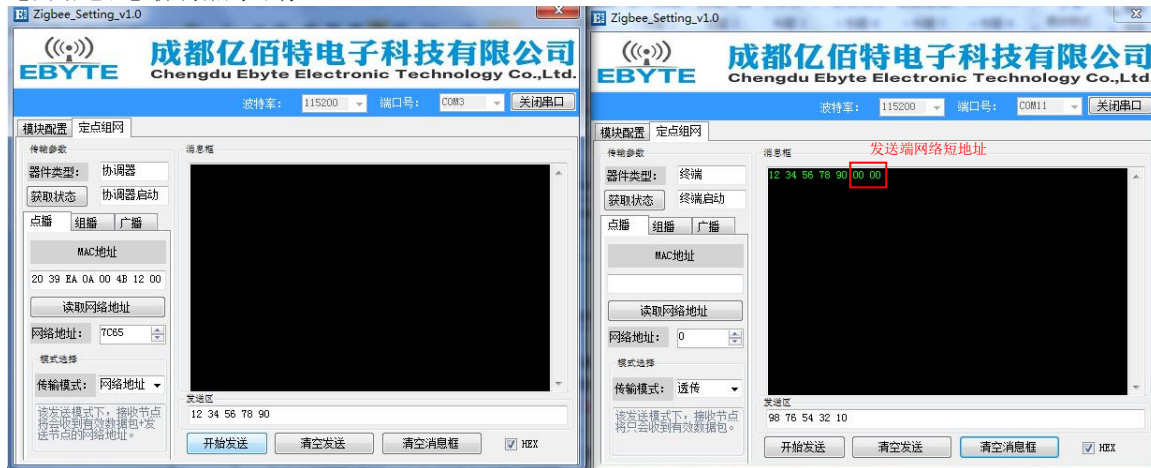 Zigbee_Setting_v1.0
EBYTE
成都亿佰特电子科技有限公司
Chengdu Ebyte Electronic Technology Co.,Ltd.
波特率: 115200 端口号: COM3 关闭串口
模块配置 定点组网
传输参数
器件类型: 协调器
获取状态 协调器启动
点播 组播 广播
MAC地址
20 39 EA 0A 00 4B 12 00
读取网络地址
网络地址: 7C65
模式选择
传输模式: 网络地址
该发送模式下，接收节点
将会收到有效数据包+发
送节点的网络地址。
消息框
发送区
12 34 56 78 90
开始发送 清空发送 清空消息框 HEX
Zigbee_Setting_v1.0
EBYTE
成都亿佰特电子科技有限公司
Chengdu Ebyte Electronic Technology Co.,Ltd.
波特率: 115200 端口号: COM11 关闭串口
模块配置 定点组网
传输参数
器件类型: 终端
获取状态 终端启动
点播 组播 广播
MAC地址
读取网络地址
网络地址: 0
模式选择
传输模式: 透传
该发送模式下，接收节点
将只会收到有效数据包。
消息框
发送端网络短地址
12 34 56 78 90 00 00
发送区
98 76 54 32 10
开始发送 清空发送 清空消息框 HEX